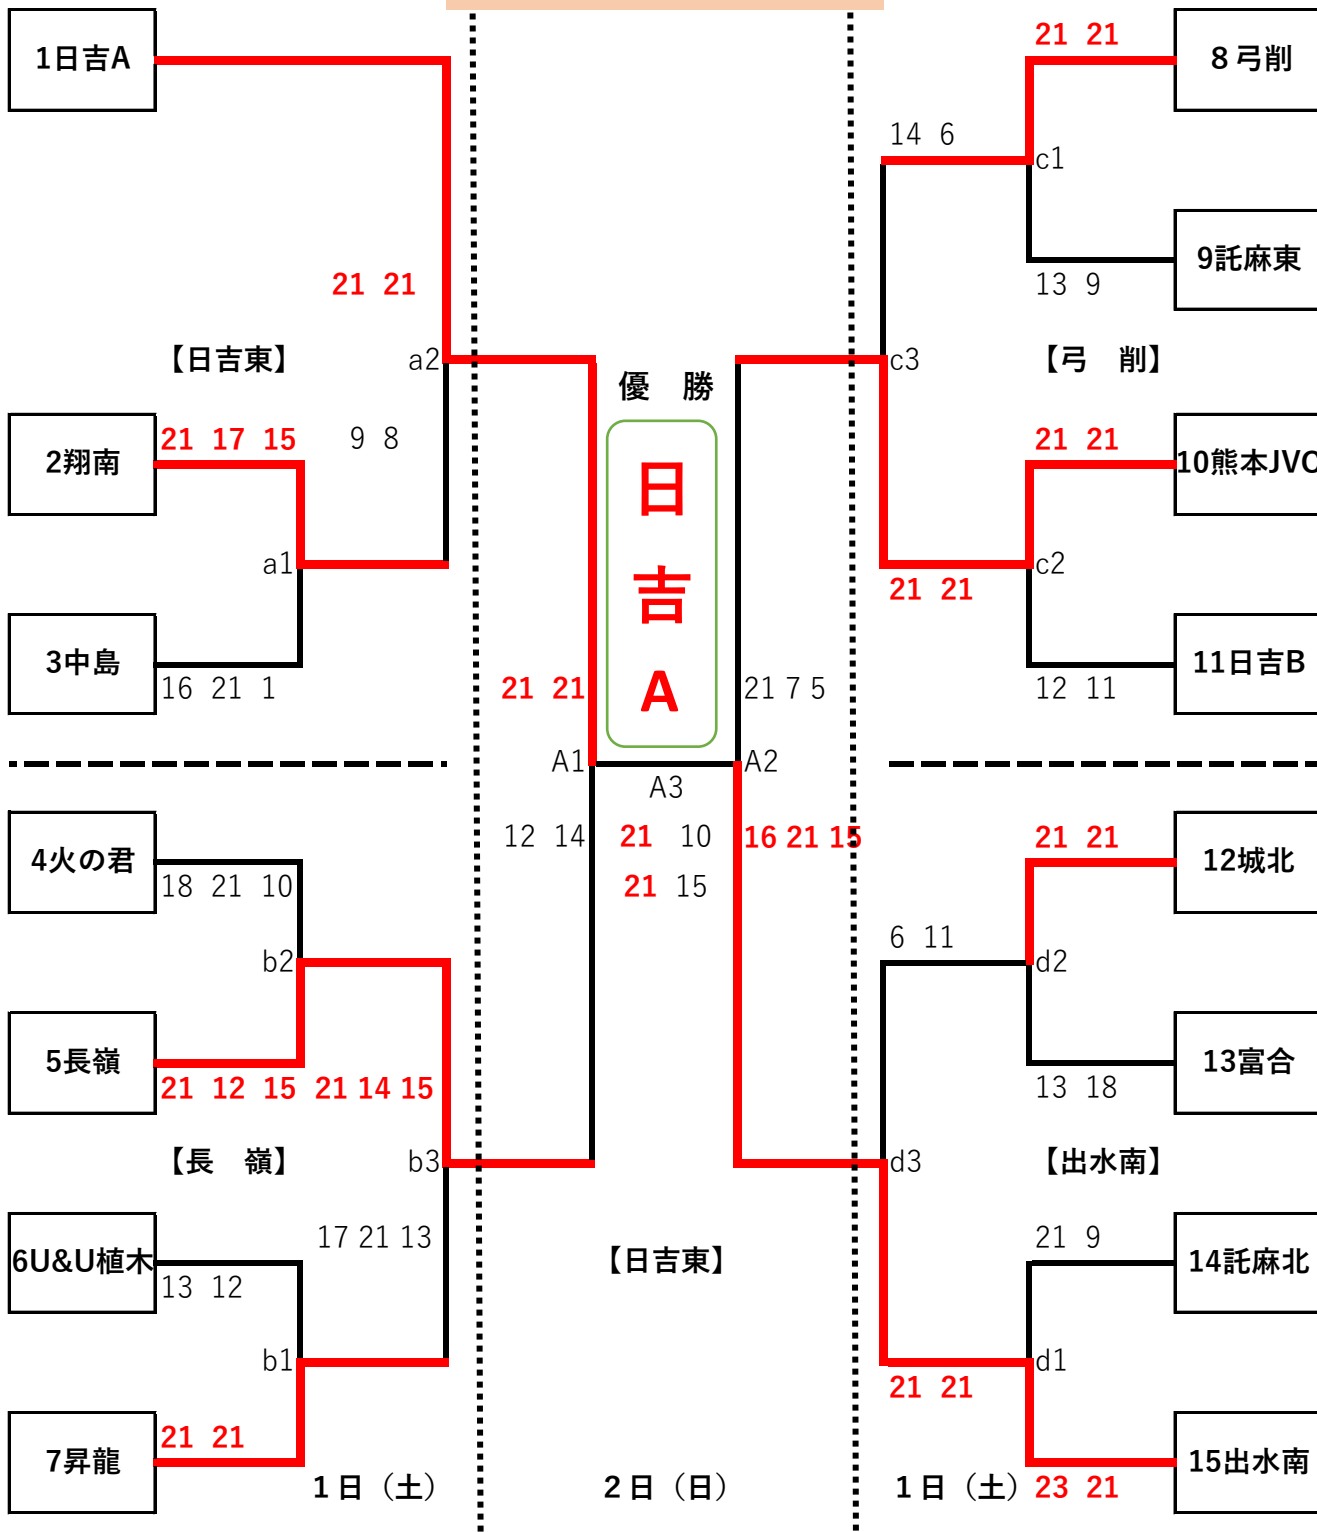 1日吉A
21 21
【日吉東】
a2
2翔南
21 17 15
9 8
a1
3中島
16 21 1
4火の君
18 21 10
b2
5長嶺
21 12 15
21 14 15
【長　嶺】
b3
17 21 13
6U&U植木
13 12
b1
7昇龍
21 21
1日（土）
優　勝
日
吉
A
21 21
A1
12 14
A3
21 10
21 15
21 7 5
A2
16 21 15
【日吉東】
2日（日）
21 21
8 弓削
14 6
c1
9託麻東
13 9
c3
【弓　削】
21 21
10熊本JVC
c2
21 21
11日吉B
12 11
21 21
12城北
6 11
d2
13富合
13 18
d3
【出水南】
21 9
14託麻北
d1
21 21
15出水南
23 21
1日（土）